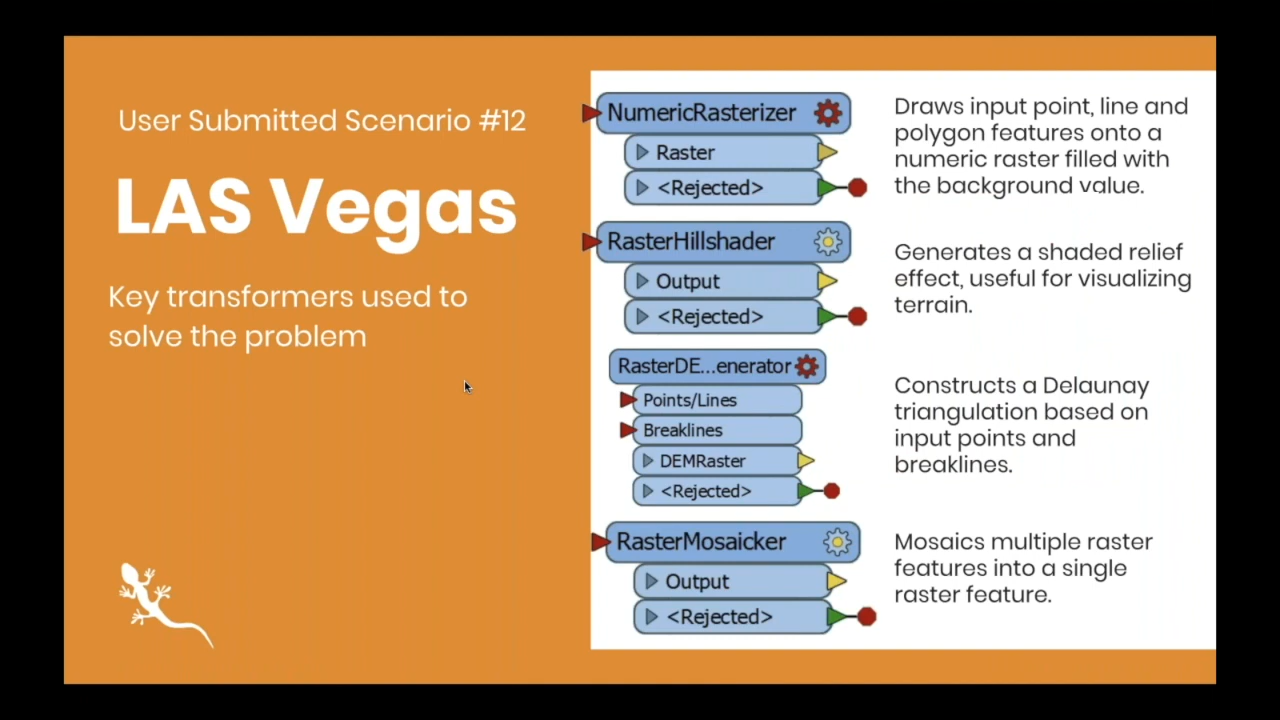 User Submitted Scenario #12
LAS Vegas
Key transformers used to
solve the problem
NumericRasterizer
Raster
<Rejected>
Draws input point, line and
polygon features onto a
numeric raster filled with
the background value.
RasterHillshader
Output
<Rejected>
Generates a shaded relief
effect, useful for visualizing
terrain.
RasterDE...enerator
Points/Lines
Breaklines
DEMRaster
<Rejected>
Constructs a Delaunay
triangulation based on
input points and
breaklines.
RasterMosaicker
Output
<Rejected>
Mosaics multiple raster
features into a single
raster feature.